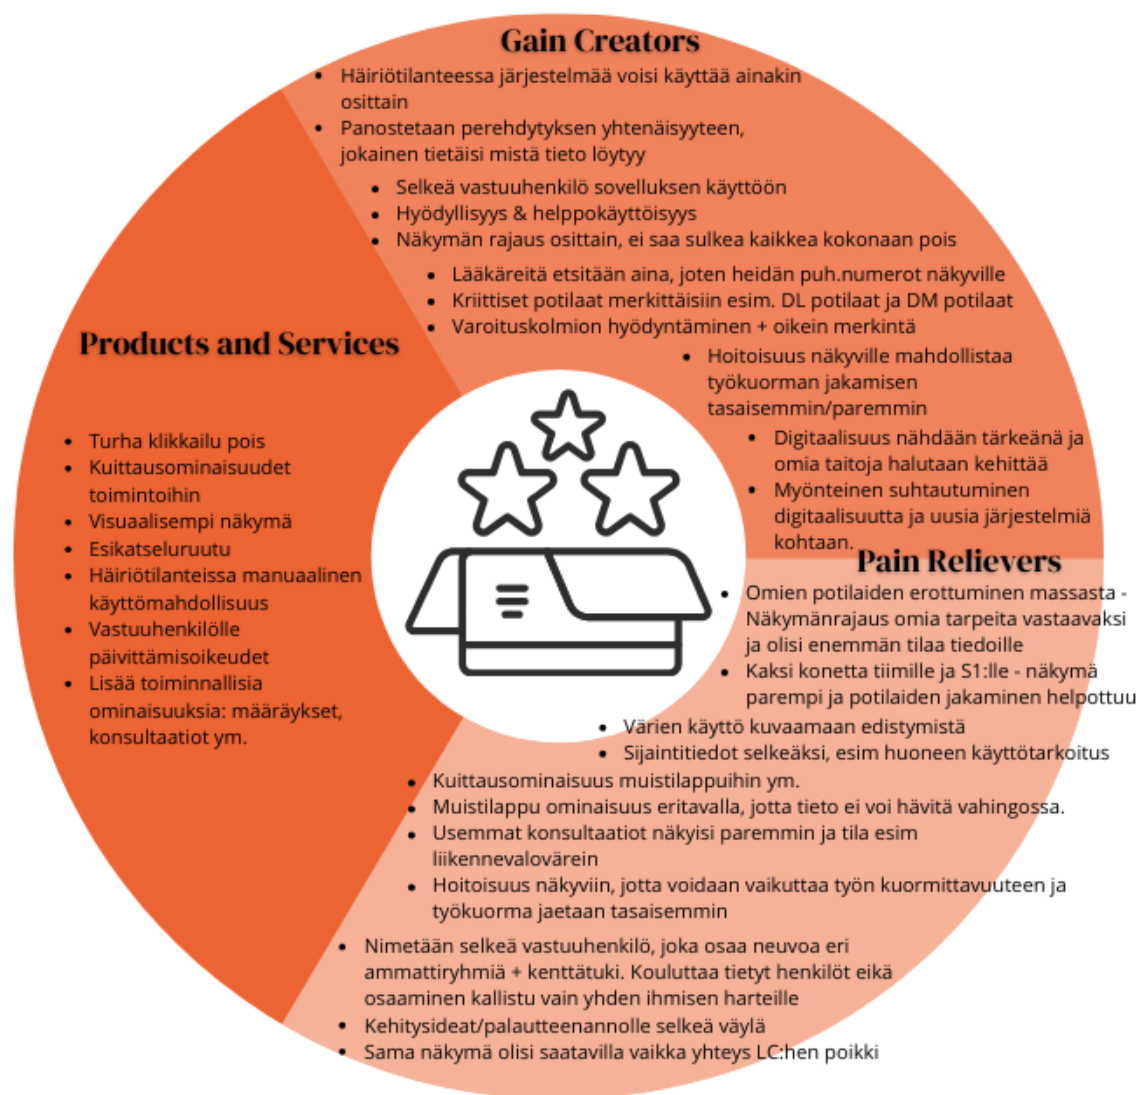 Gain Creators
Häiriötilanteessa järjestelmää voisi käyttää ainakin
osittain
Panostetaan perehdytyksen yhtenäisyyteen,
jokainen tietäisi mistä tieto löytyy
Selkeä vastuuhenkilö sovelluksen käyttöön
Hyödyllisyys & helppokäyttöisyys
Näkymän rajaus osittain, ei saa sulkea kaikkea kokonaan pois
Lääkäreitä etsitään aina, joten heidän puh.numerot näkyville
Kriittiset potilaat merkittäisiin esim. DL potilaat ja DM potilaat
Varoituskolmion hyödyntäminen + oikein merkintä
Hoitoisuus näkyville mahdollistaa
työkuorman jakamisen
tasaisemmin/paremmin
Digitaalisuus nähdään tärkeänä ja
omia taitoja halutaan kehittää
Myönteinen suhtautuminen
digitaalisuutta ja uusia järjestelmiä
kohtaan.
Products and Services
Turha klikkailu pois
Kuittausominaisuudet
toimintoihin
Visuaalisempi näkymä
Esikatseluruutu
Häiriötilanteissa manuaalinen
käyttömahdollisuus
Vastuuhenkilölle
päivittämisoikeudet
Lisää toiminnallisia
ominaisuuksia: määräykset,
konsultaatiot ym.
Pain Relievers
Omien potilaiden erottuminen massasta -
Näkymänrajaus omia tarpeita vastaavaksi
ja olisi enemmän tilaa tiedoille
Kaksi konetta tiimille ja S1:lle - näkymä
parempi ja potilaiden jakaminen helpottuu
Värien käyttö kuvaamaan edistymistä
Sijaintitiedot selkeäksi, esim huoneen käyttötarkoitus
Kuittausominaisuus muistilappuihin ym.
Muistilappu ominaisuus eritavalla, jotta tieto ei voi hävitä vahingossa.
Usemmat konsultaatiot näkyisi paremmin ja tila esim
liikennevalovärein
Hoitoisuus näkyviin, jotta voidaan vaikuttaa työn kuormittavuuteen ja
työkuorma jaetaan tasaisemmin
Nimetään selkeä vastuuhenkilö, joka osaa neuvoa eri
ammattiryhmiä + kenttätuki. Kouluttaa tietyt henkilöt eikä
osaaminen kallistu vain yhden ihmisen harteille
Kehitysideat/palautteenannolle selkeä väylä
Sama näkymä olisi saatavilla vaikka yhteys LC:hen poikki